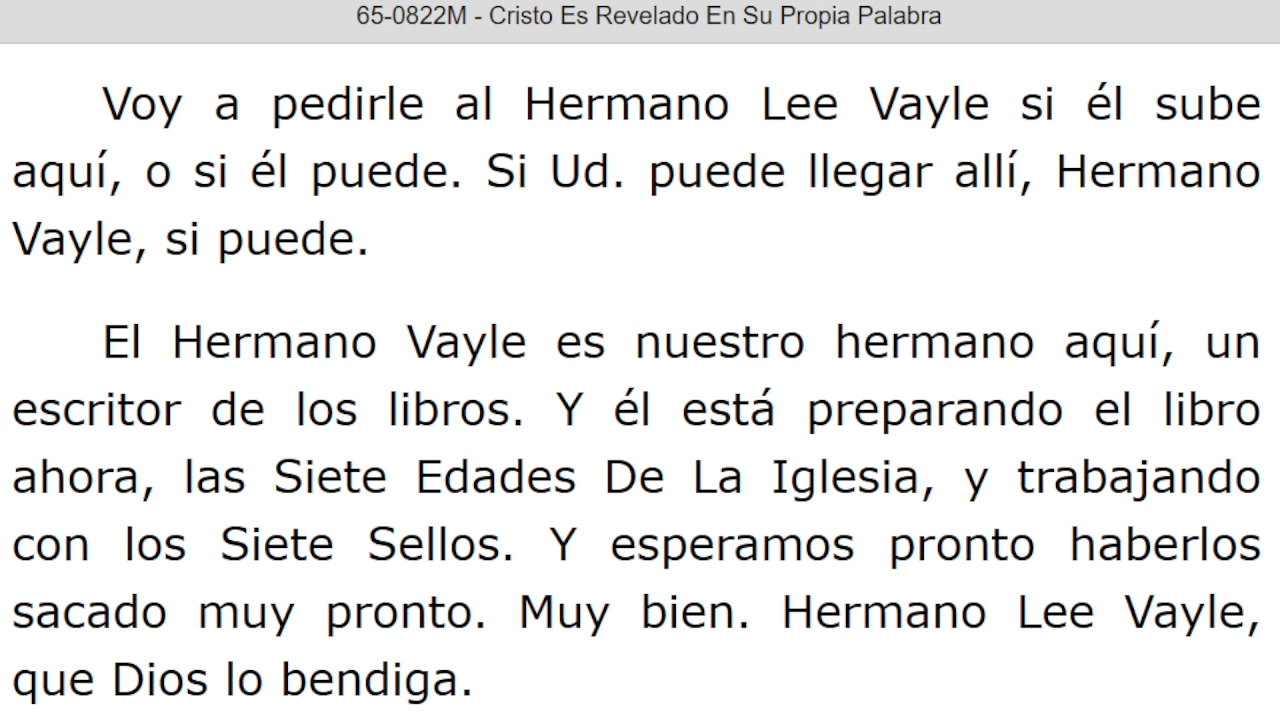 65-0822M - Cristo Es Revelado En Su Propia Palabra
Voy a pedirle al Hermano Lee Vayle si él sube
aquí, o si él puede. Si Ud. puede llegar allí, Hermano
Vayle, si puede.
El Hermano Vayle es nuestro hermano aquí, un
escritor de los libros. Y él está preparando el libro
ahora, las Siete Edades De La Iglesia, y trabajando
con los Siete Sellos. Y esperamos pronto haberlos
sacado muy pronto. Muy bien. Hermano Lee Vayle,
que Dios lo bendiga.